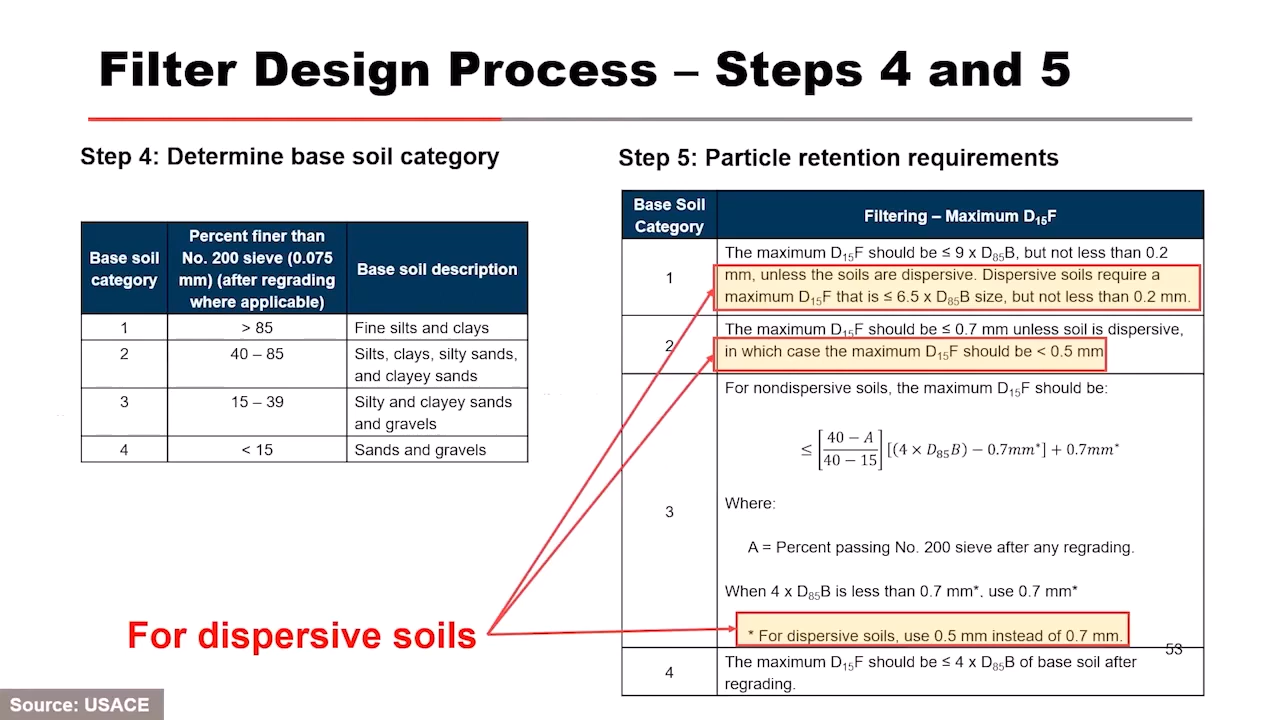 Filter Design Process – Steps 4 and 5
Step 4: Determine base soil category
Base soil category
Percent finer than No. 200 sieve (0.075 mm) (after regrading where applicable)
Base soil description
1
> 85
Fine silts and clays
2
40 – 85
Silts, clays, silty sands, and clayey sands
3
15 – 39
Silty and clayey sands and gravels
4
< 15
Sands and gravels
Step 5: Particle retention requirements
Base Soil Category
Filtering – Maximum D15F
1
The maximum D15F should be ≤ 9 x D85B, but not less than 0.2
mm, unless the soils are dispersive. Dispersive soils require a
maximum D15F that is ≤ 6.5 x D85B size, but not less than 0.2 mm.
2
The maximum D15F should be ≤ 0.7 mm unless soil is dispersive,
in which case the maximum D15F should be < 0.5 mm
3
For nondispersive soils, the maximum D15F should be:
≤ [40 − A / 40 − 15] [(4 × D85B) − 0.7mm*] + 0.7mm*
Where:
A = Percent passing No. 200 sieve after any regrading.
When 4 x D85B is less than 0.7 mm*, use 0.7 mm*
* For dispersive soils, use 0.5 mm instead of 0.7 mm.
4
The maximum D15F should be ≤ 4 x D85B of base soil after
regrading.
For dispersive soils
53
Source: USACE